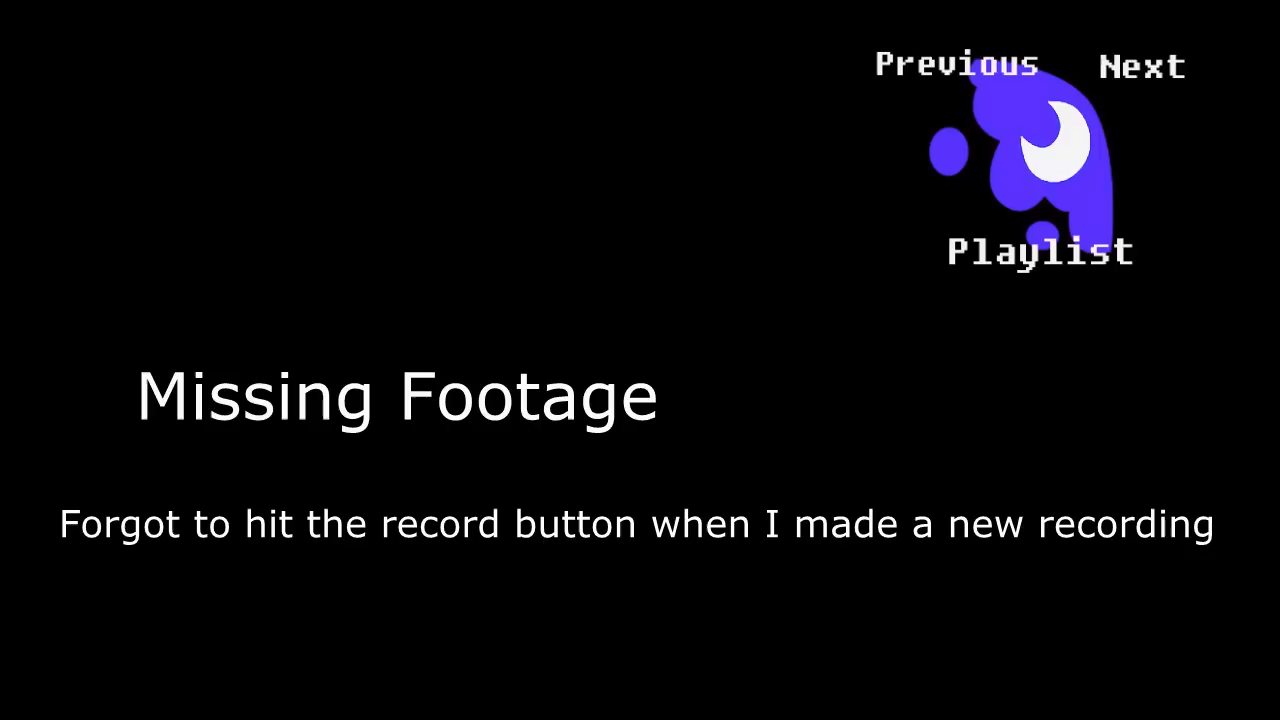 Previous Next
Playlist
Missing Footage
Forgot to hit the record button when I made a new recording